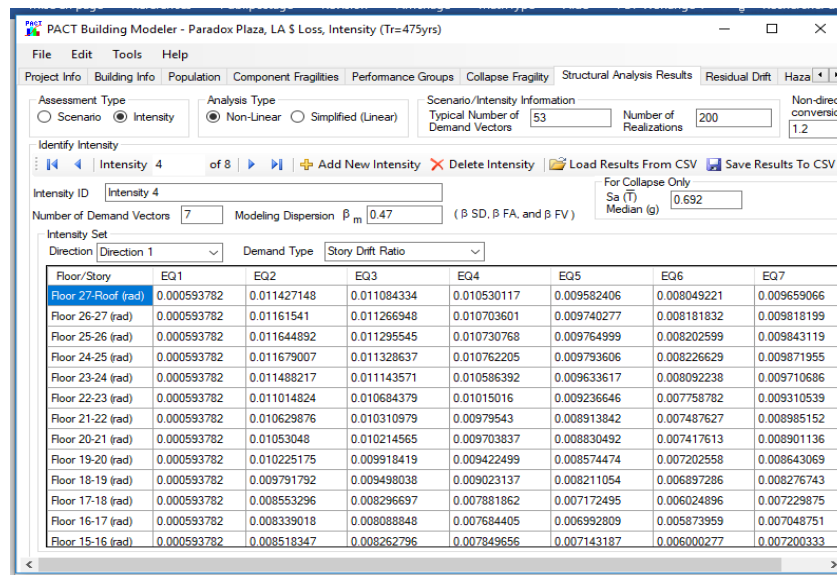 PACT Building Modeler - Paradox Plaza, LA $ Loss, Intensity (Tr=475yrs)
File Edit Tools Help
Project Info Building Info Population Component Fragilities Performance Groups Collapse Fragility Structural Analysis Results Residual Drift Haza
Assessment Type Analysis Type Scenario/Intensity Information Non-direc
Scenario Intensity Non-Linear Simplified (Linear) Typical Number of Demand Vectors 53 Number of Realizations 200 conversio
1.2
Identify Intensity
Intensity 4 of 8 Add New Intensity Delete Intensity Load Results From CSV Save Results To CSV
Intensity ID Intensity 4 For Collapse Only
Number of Demand Vectors 7 Modeling Dispersion β m 0.47 ( β SD, β FA, and β FV ) Sa (T̅) Median (g) 0.692
Intensity Set
Direction Direction 1 Demand Type Story Drift Ratio
Floor/Story EQ1 EQ2 EQ3 EQ4 EQ5 EQ6 EQ7
Floor 27-Roof (rad) 0.000593782 0.011427148 0.011084334 0.010530117 0.009582406 0.008049221 0.009659066
Floor 26-27 (rad) 0.000593782 0.01161541 0.011266948 0.010703601 0.009740277 0.008181832 0.009818199
Floor 25-26 (rad) 0.000593782 0.011644892 0.011295545 0.010730768 0.009764999 0.008202599 0.009843119
Floor 24-25 (rad) 0.000593782 0.011679007 0.011328637 0.010762205 0.009793606 0.008226629 0.009871955
Floor 23-24 (rad) 0.000593782 0.011488217 0.011143571 0.010586392 0.009633617 0.008092238 0.009710686
Floor 22-23 (rad) 0.000593782 0.011014824 0.010684379 0.01015016 0.009236646 0.007758782 0.009310539
Floor 21-22 (rad) 0.000593782 0.010629876 0.010310979 0.00979543 0.008913842 0.007487627 0.008985152
Floor 20-21 (rad) 0.000593782 0.01053048 0.010214565 0.009703837 0.008830492 0.007417613 0.008901136
Floor 19-20 (rad) 0.000593782 0.010225175 0.009918419 0.009422499 0.008574474 0.007202558 0.008643069
Floor 18-19 (rad) 0.000593782 0.009791792 0.009498038 0.009023137 0.008211054 0.006897286 0.008276743
Floor 17-18 (rad) 0.000593782 0.008553296 0.008296697 0.007881862 0.007172495 0.006024896 0.007229875
Floor 16-17 (rad) 0.000593782 0.008339018 0.008088848 0.007684405 0.006992809 0.005873959 0.007048751
Floor 15-16 (rad) 0.000593782 0.008518347 0.008262796 0.007849656 0.007143187 0.006000277 0.007200333